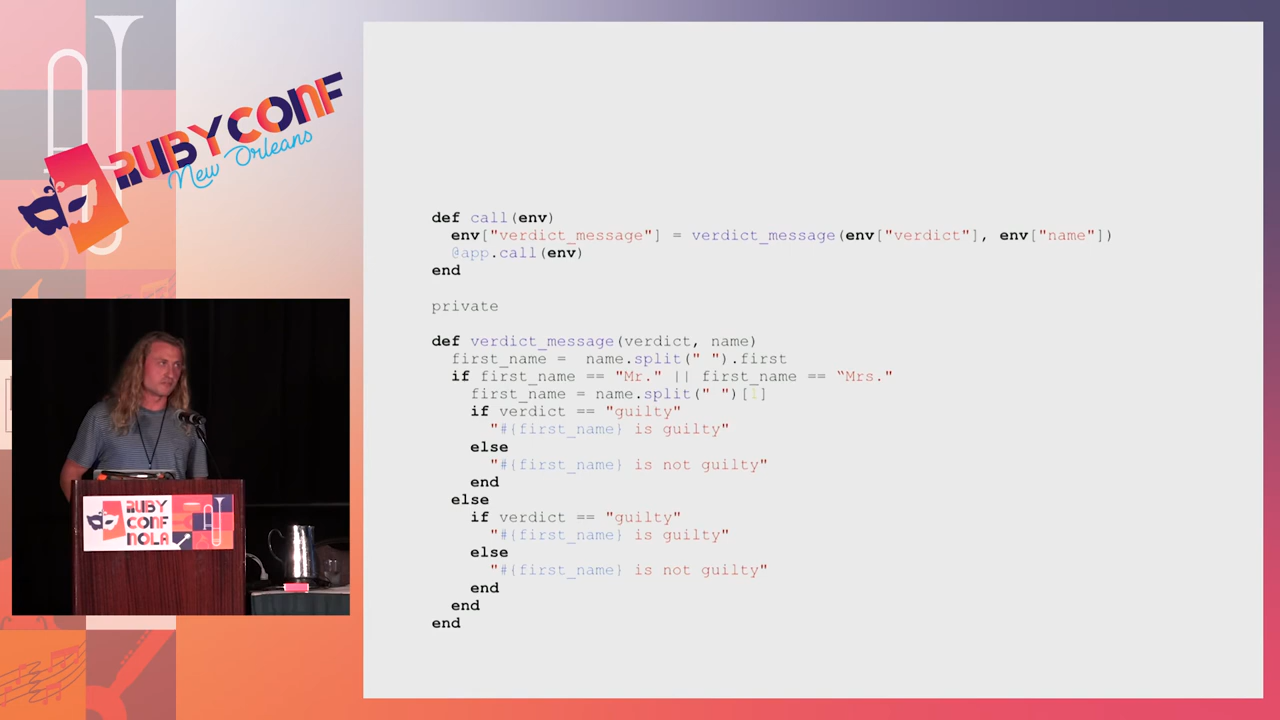 RUBYCONF
New Orleans
def call(env)
  env["verdict_message"] = verdict_message(env["verdict"], env["name"])
  @app.call(env)
end
private
def verdict_message(verdict, name)
  first_name =  name.split(" ").first
  if first_name == "Mr." || first_name == “Mrs."
    first_name = name.split(" ")[1]
    if verdict == "guilty"
      "#{first_name} is guilty"
    else
      "#{first_name} is not guilty"
    end
  else
    if verdict == "guilty"
      "#{first_name} is guilty"
    else
      "#{first_name} is not guilty"
    end
  end
end
RUBY
CONF
NOLA